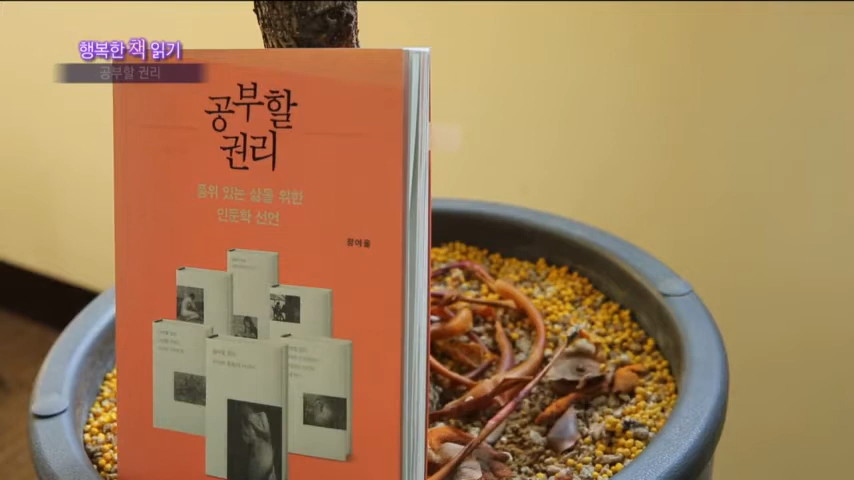 행복한 책 읽기
공부할 권리
공부할
권리
품위 있는 삶을 위한
인문학 선언
정여울